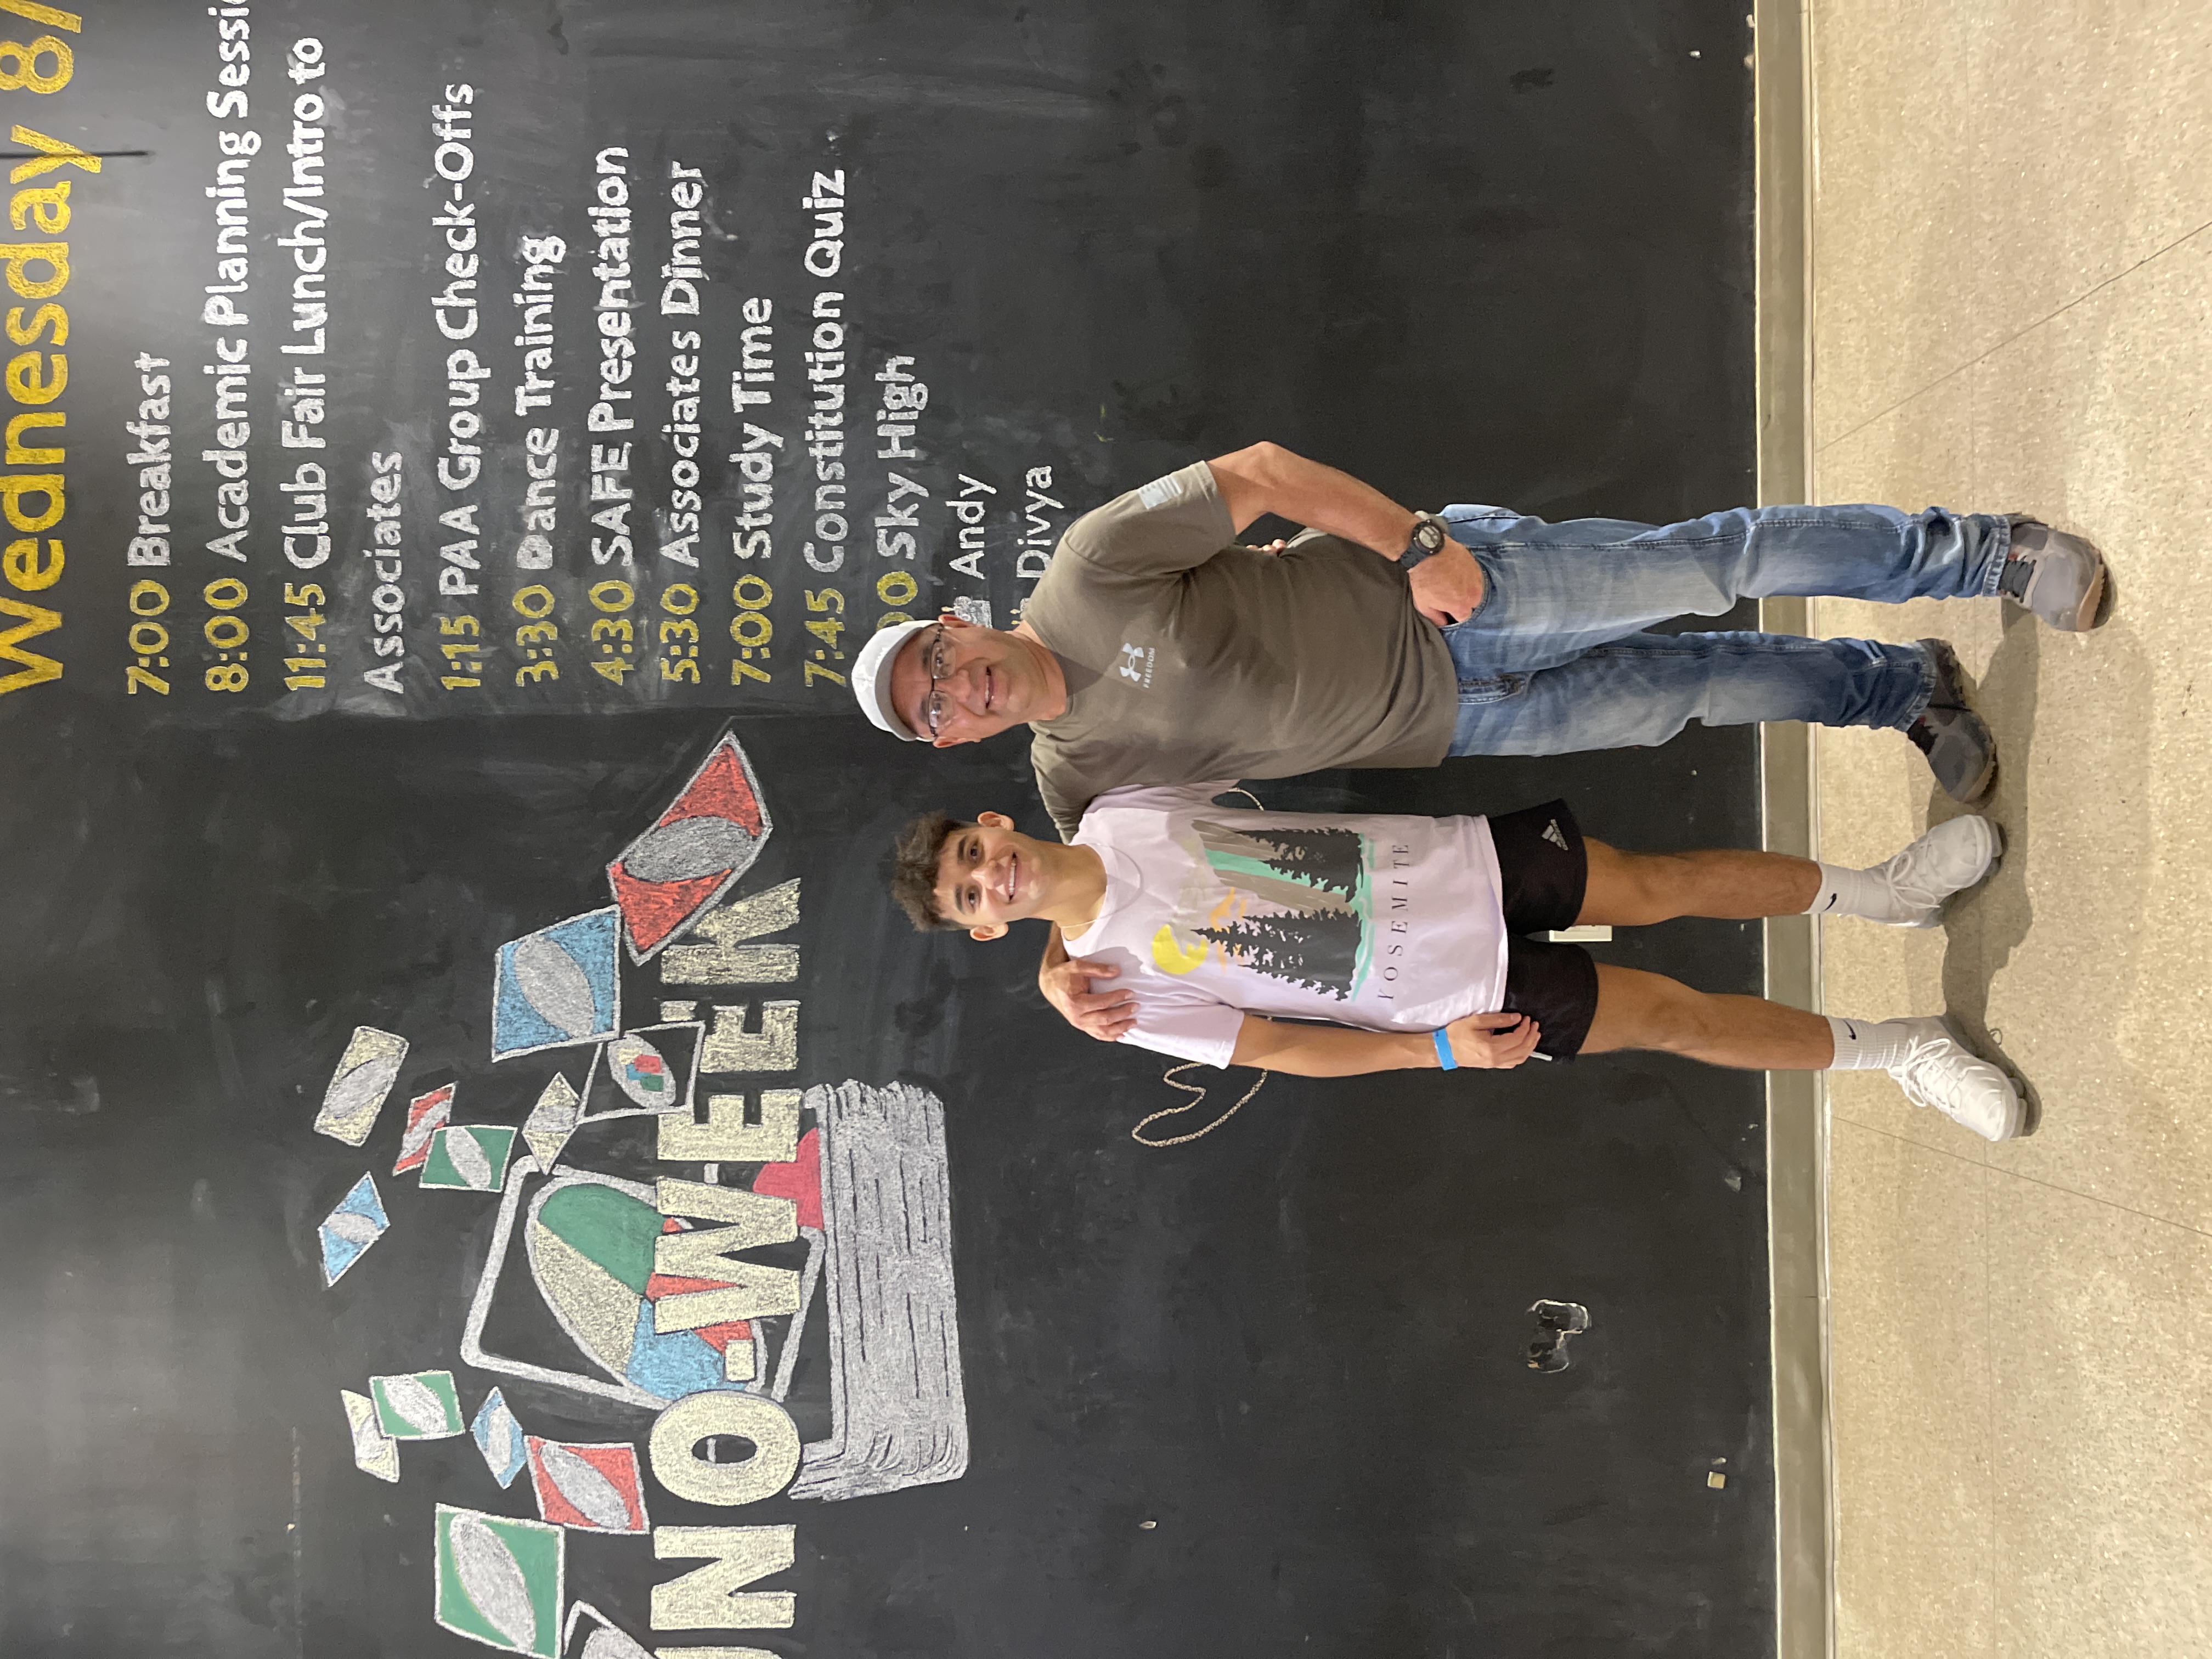 UNO-WEEK
Wednesday 8/
7:00 Breakfast
8:00 Academic Planning
11:45 Club Fair Lunch/Intro to
Associates
1:15 PAA Group Check-Offs
3:30 Dance Training
4:30 SAFE Presentation
5:30 Associates Dinner
7:00 Study Time
7:45 Constitution Quiz
00 Sky High
Andy
Divya
FREEDOM
YOSEMITE